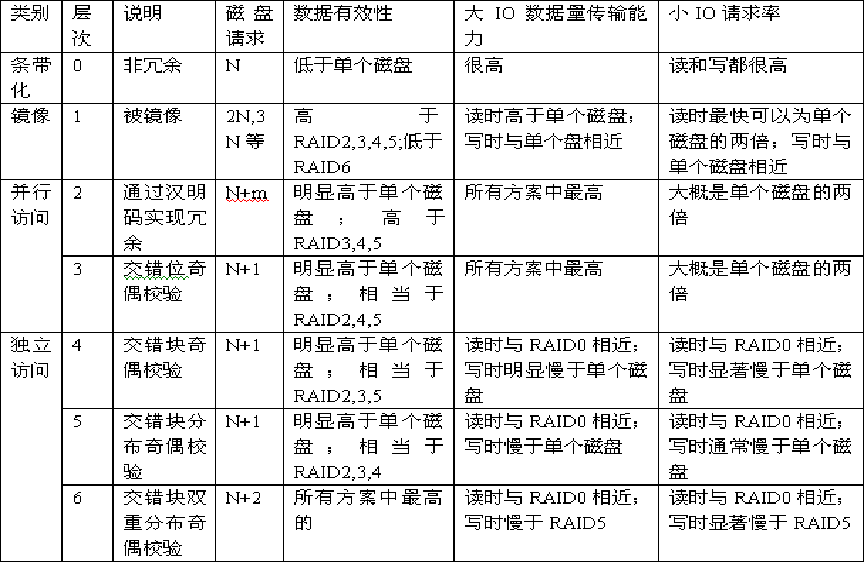 类别 层次 说明 磁盘请求 数据有效性 大 IO 数据量传输能力 小 IO 请求率
条带化 0 非冗余 N 低于单个磁盘 很高 读和写都很高
镜像 1 被镜像 2N,3N 等 高于 RAID2,3,4,5;低于 RAID6 读时高于单个磁盘；写时与单个盘相近 读时最快可以为单个磁盘的两倍；写时与单个磁盘相近
并行访问 2 通过汉明码实现冗余 N+m 明显高于单个磁盘；高于 RAID3,4,5 所有方案中最高 大概是单个磁盘的两倍
3 交错位奇偶校验 N+1 明显高于单个磁盘；相当于 RAID2,4,5 所有方案中最高 大概是单个磁盘的两倍
独立访问 4 交错块奇偶校验 N+1 明显高于单个磁盘；相当于 RAID2,3,5 读时与 RAID0 相近；写时明显慢于单个磁盘 读时与 RAID0 相近；写时显著慢于单个磁盘
5 交错块分布奇偶校验 N+1 明显高于单个磁盘；相当于 RAID2,3,4 读时与 RAID0 相近；写时慢于单个磁盘 读时与 RAID0 相近；写时通常慢于单个磁盘
6 交错块双重分布奇偶校验 N+2 所有方案中最高的 读时与 RAID0 相近；写时慢于 RAID5 读时与 RAID0 相近；写时显著慢于 RAID5